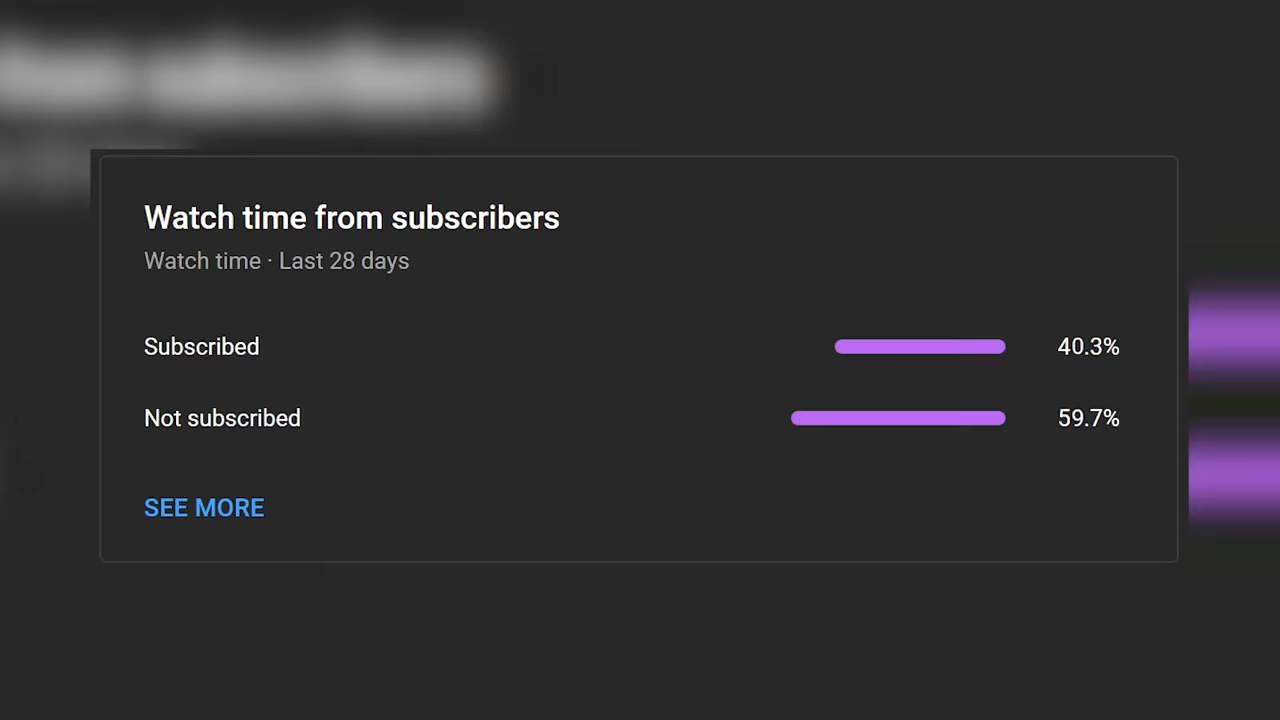 Watch time from subscribers
Watch time · Last 28 days
Subscribed 40.3%
Not subscribed 59.7%
SEE MORE